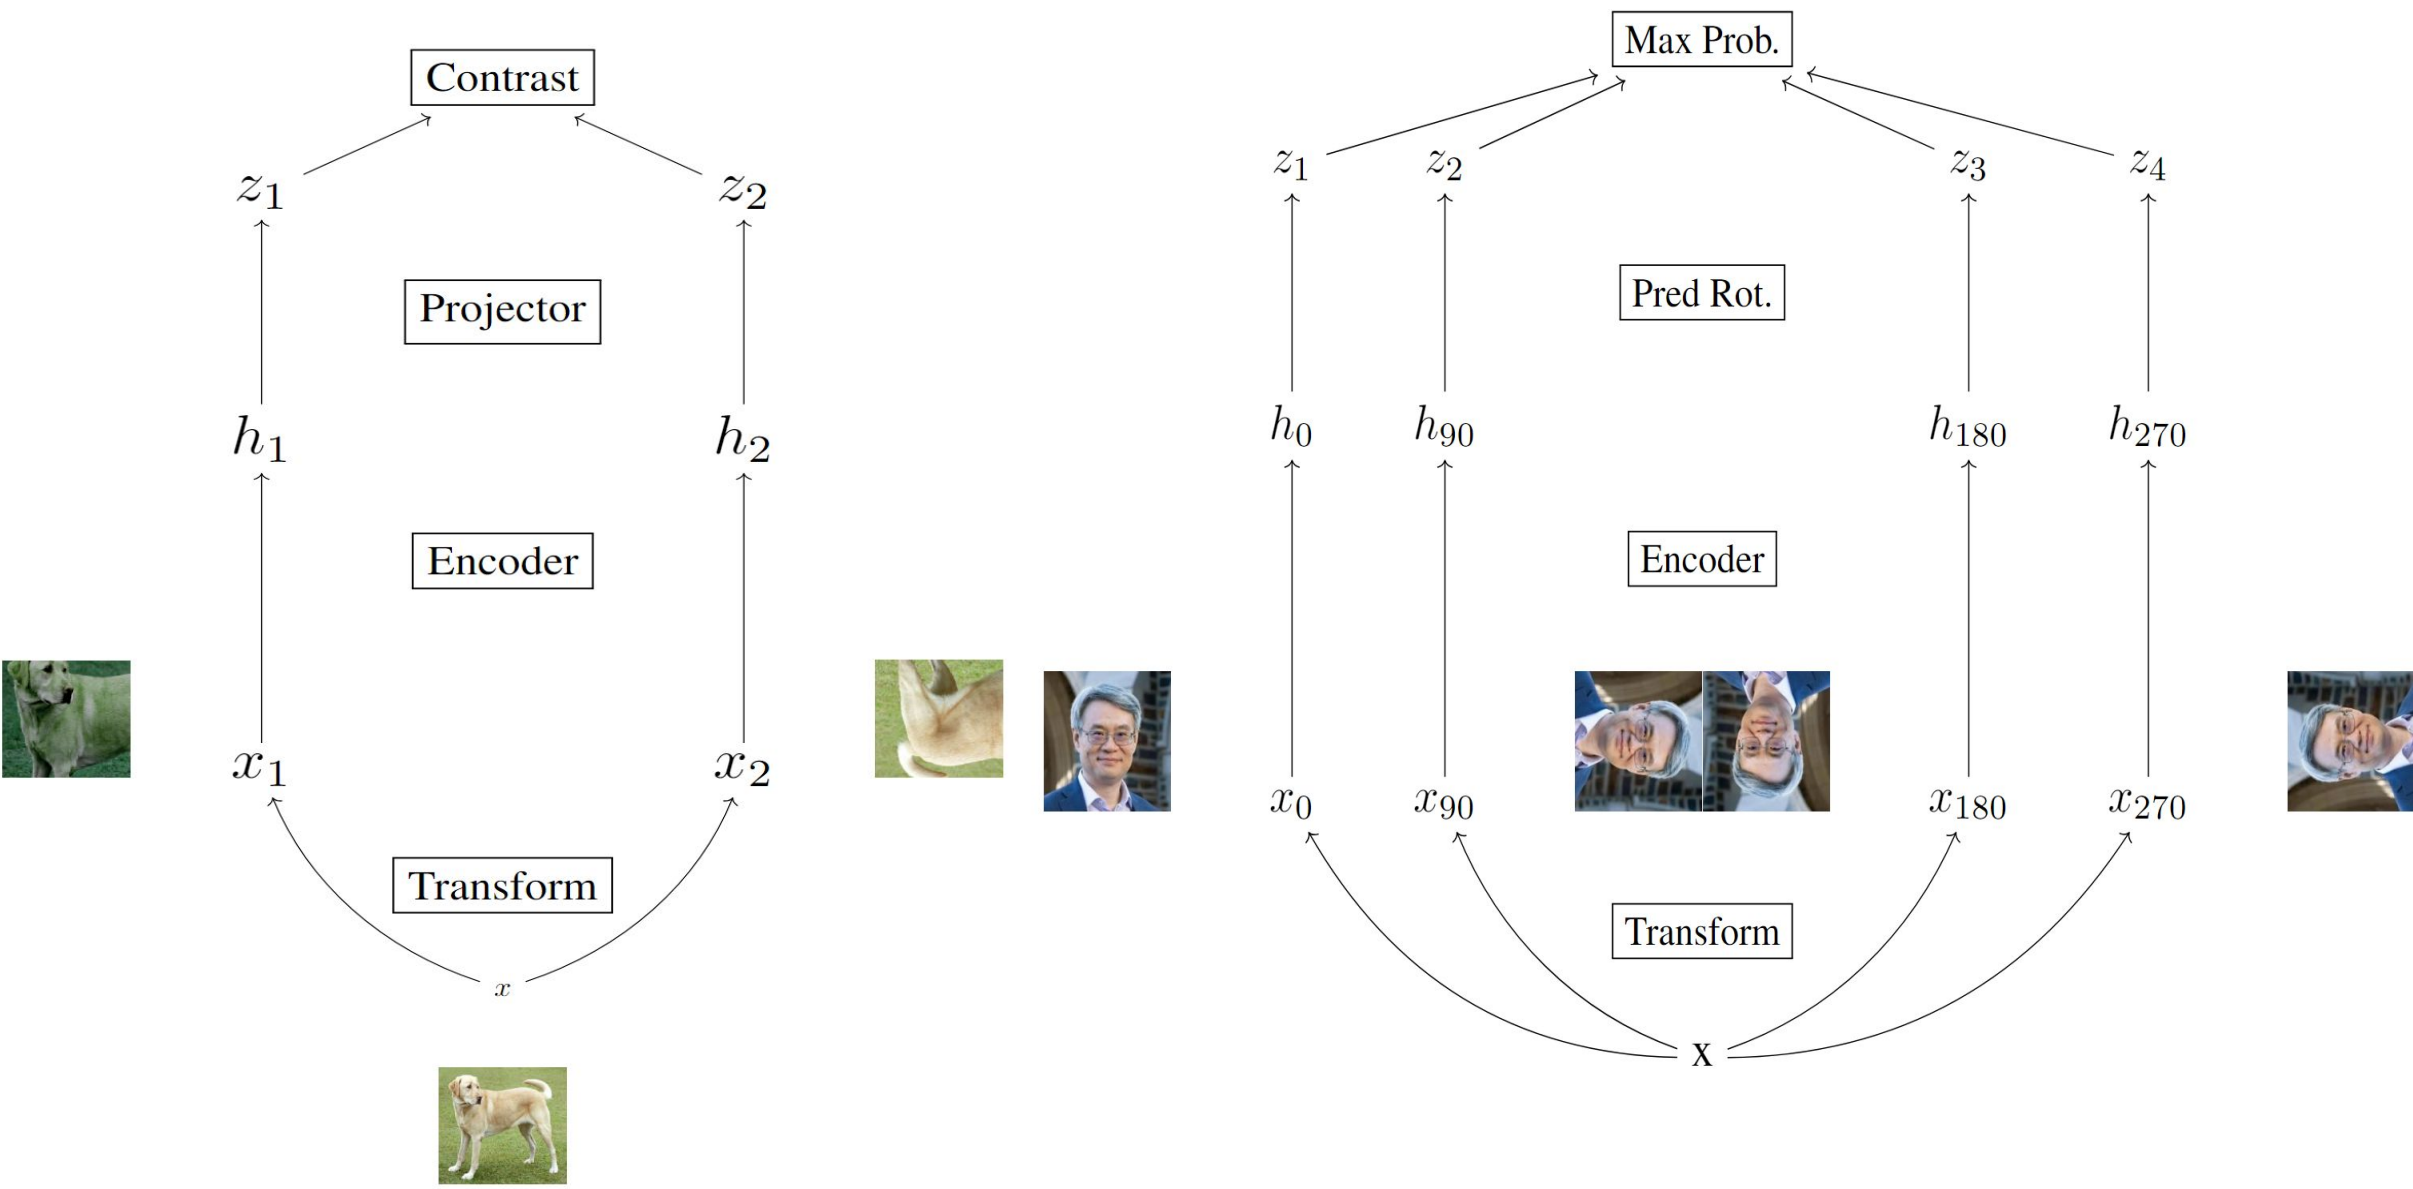 Contrast
z₁ z₂
Projector
h₁ h₂
Encoder
x₁ x₂
Transform
x
Max Prob.
z₁ z₂ z₃ z₄
Pred Rot.
h₀ h₉₀ h₁₈₀ h₂₇₀
Encoder
x₀ x₉₀ x₁₈₀ x₂₇₀
Transform
x